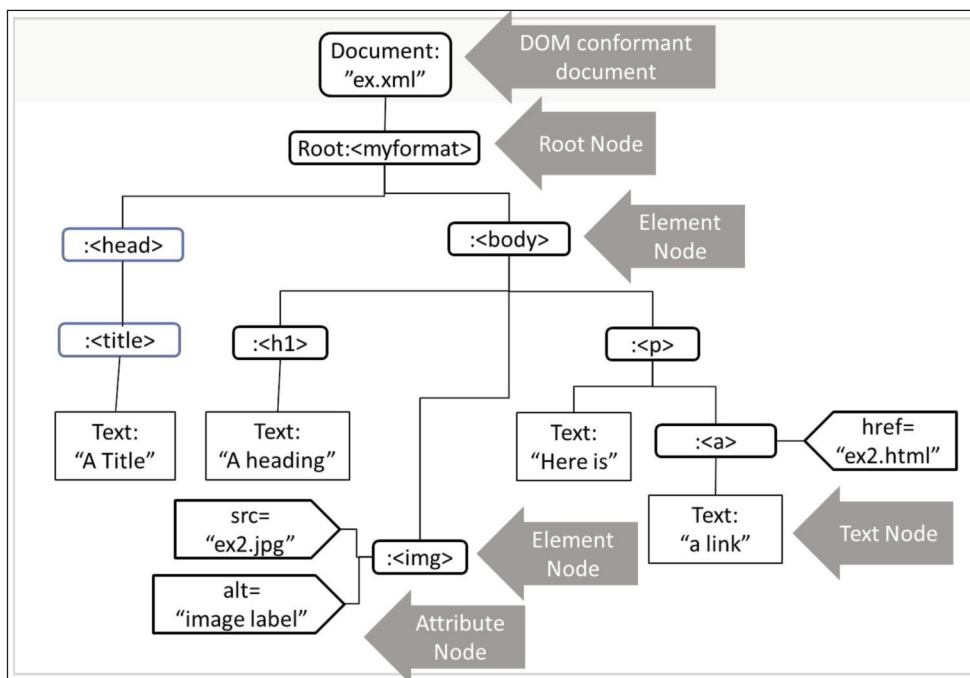 Document:
"ex.xml"
DOM conformant
document
Root:<myformat>
Root Node
:<head>
:<body>
Element
Node
:<title>
:<h1>
:<p>
Text:
“A Title”
Text:
“A heading”
Text:
“Here is”
:<a>
href=
“ex2.html”
src=
“ex2.jpg”
:<img>
Element
Node
Text:
“a link”
Text Node
alt=
“image label”
Attribute
Node